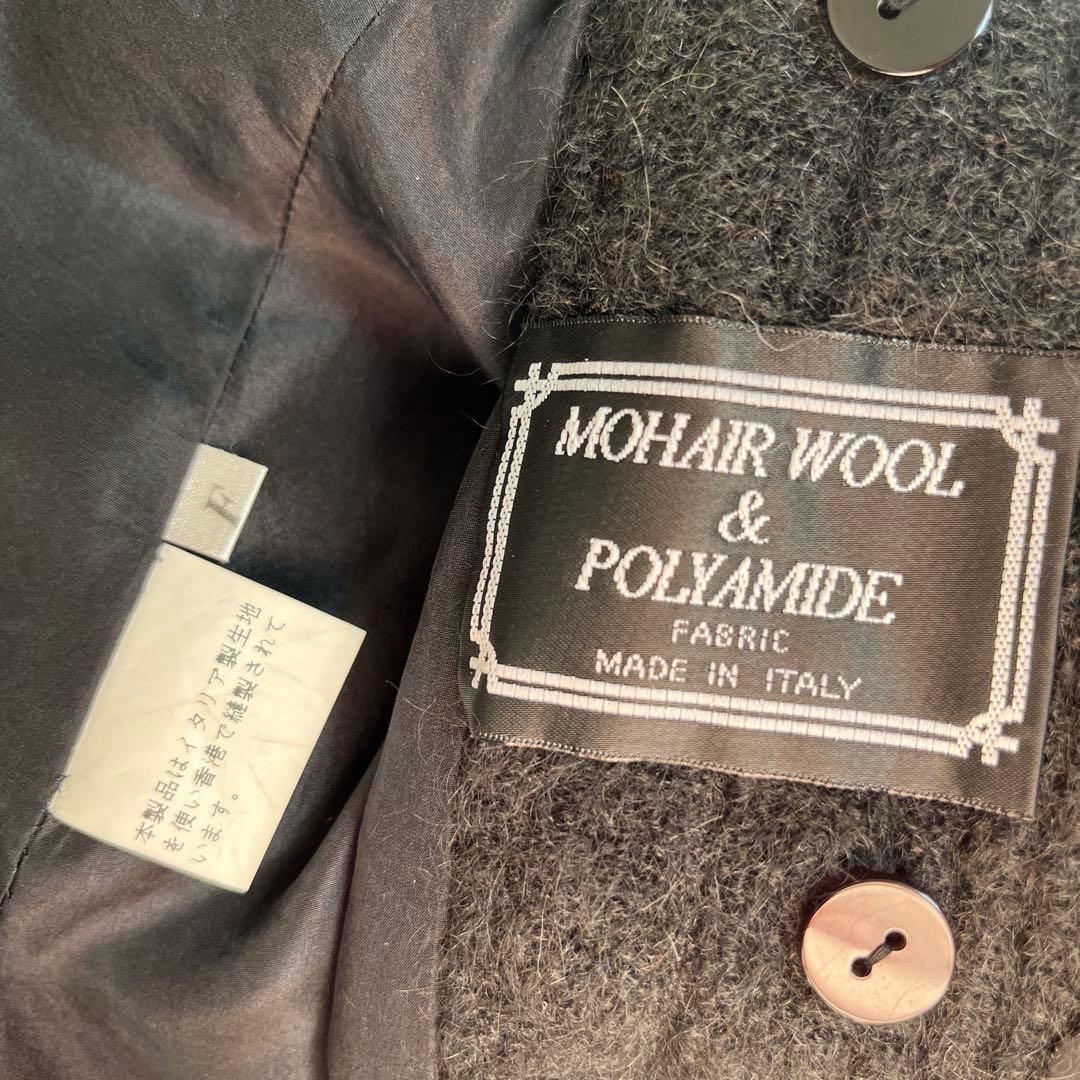 MOHAIR WOOL
&
POLYAMIDE
FABRIC
MADE IN ITALY
F
本製品はイタリア製生地
を使い香港で縫製されて
います。